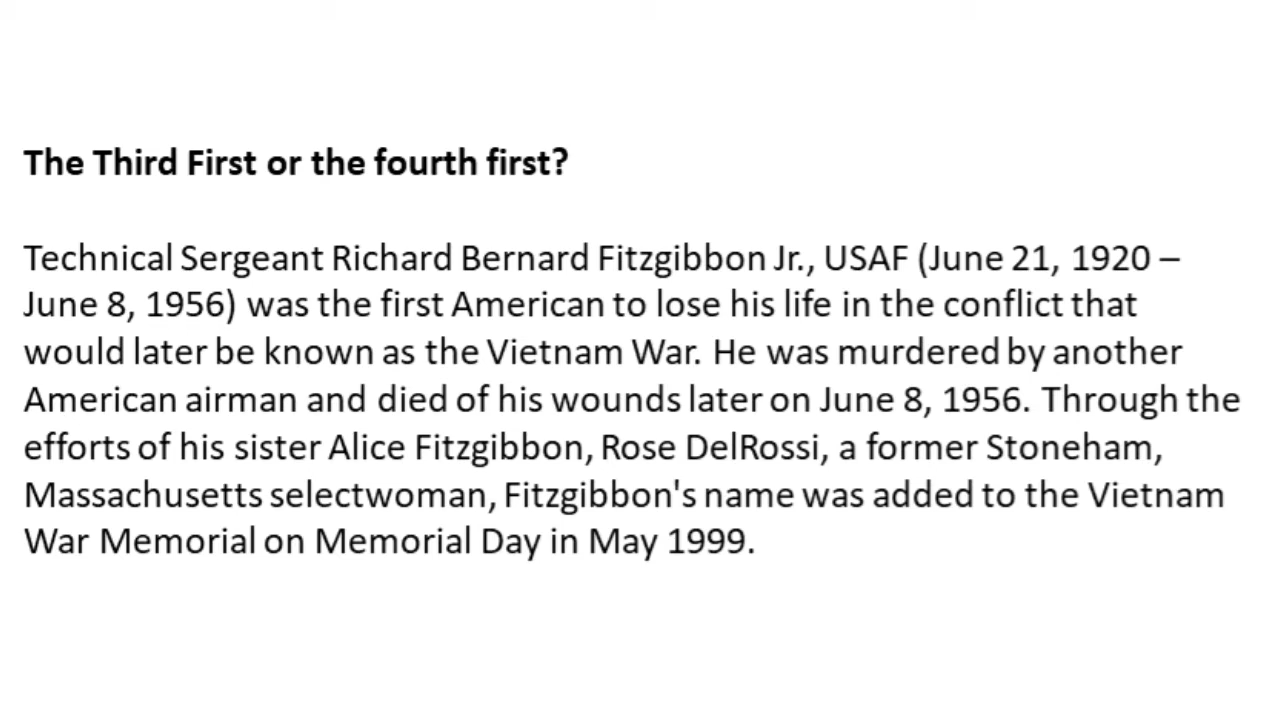 The Third First or the fourth first?
Technical Sergeant Richard Bernard Fitzgibbon Jr., USAF (June 21, 1920 –
June 8, 1956) was the first American to lose his life in the conflict that
would later be known as the Vietnam War. He was murdered by another
American airman and died of his wounds later on June 8, 1956. Through the
efforts of his sister Alice Fitzgibbon, Rose DelRossi, a former Stoneham,
Massachusetts selectwoman, Fitzgibbon's name was added to the Vietnam
War Memorial on Memorial Day in May 1999.